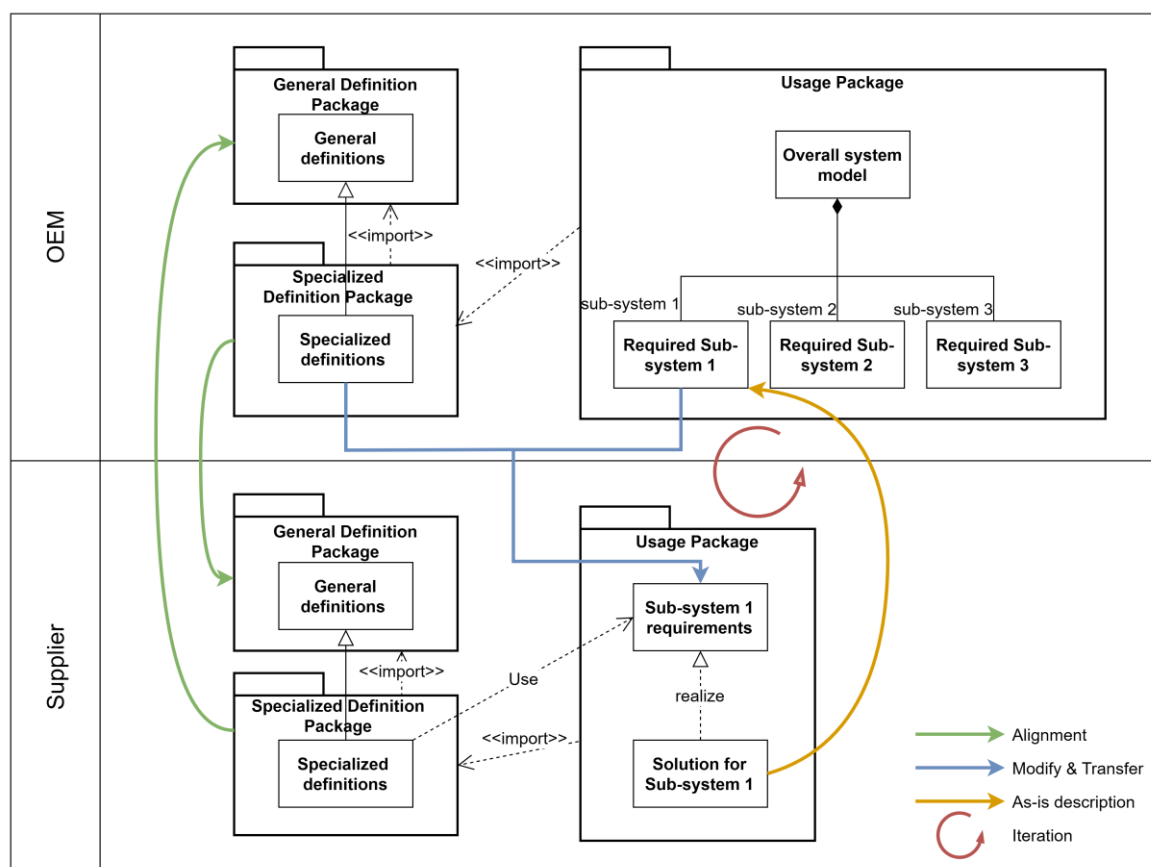 OEM
General Definition
Package
General
definitions
<<import>>
Specialized
Definition Package
Specialized
definitions
<<import>>
Usage Package
Overall system
model
sub-system 1
sub-system 2
sub-system 3
Required Sub-
system 1
Required Sub-
system 2
Required Sub-
system 3
Supplier
General Definition
Package
General
definitions
<<import>>
Specialized Definition
Package
Specialized
definitions
Use
<<import>>
Usage Package
Sub-system 1
requirements
realize
Solution for
Sub-system 1
Alignment
Modify & Transfer
As-is description
Iteration